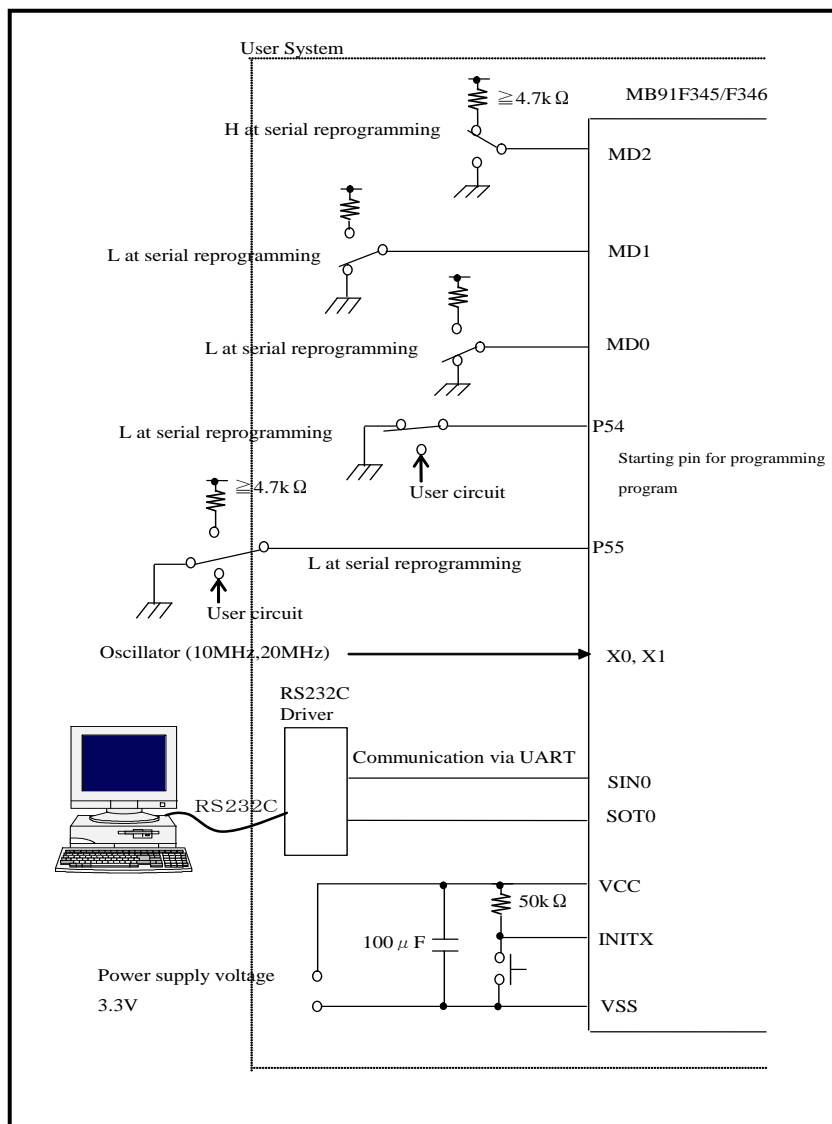 User System
MB91F345/F346
≧4.7kΩ
H at serial reprogramming
MD2
L at serial reprogramming
MD1
L at serial reprogramming
MD0
L at serial reprogramming
P54
Starting pin for programming
program
User circuit
≧4.7kΩ
P55
L at serial reprogramming
User circuit
Oscillator (10MHz,20MHz)
X0, X1
RS232C
Driver
Communication via UART
SIN0
RS232C
SOT0
VCC
50kΩ
100μF
INITX
Power supply voltage
3.3V
VSS